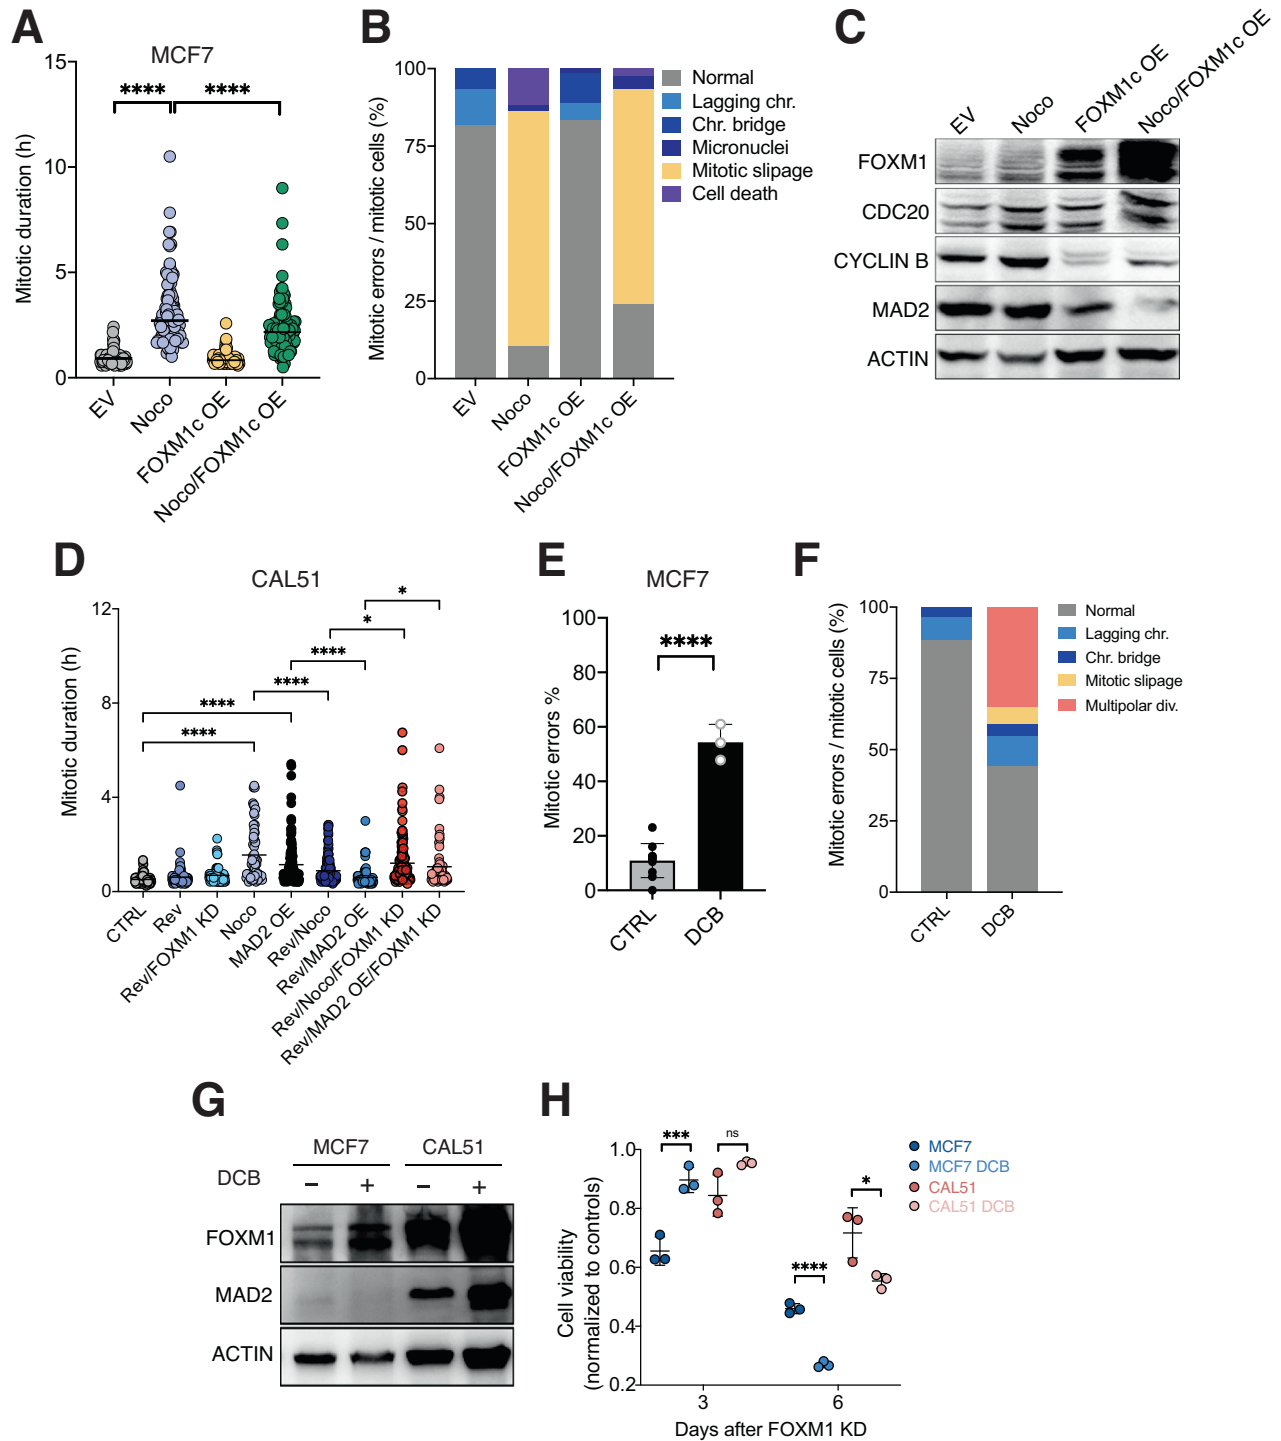 A
MCF7
****
****
Mitotic duration (h)
15
10
5
0
EV
Noco
FOXM1c OE
Noco/FOXM1c OE
B
Mitotic errors / mitotic cells (%)
100
75
50
25
0
EV
Noco
FOXM1c OE
Noco/FOXM1c OE
Normal
Lagging chr.
Chr. bridge
Micronuclei
Mitotic slipage
Cell death
C
EV
Noco
FOXM1c OE
Noco/FOXM1c OE
FOXM1
CDC20
CYCLIN B
MAD2
ACTIN
D
CAL51
*
*
****
****
****
****
Mitotic duration (h)
12
8
4
0
CTRL
Rev
Rev/FOXM1 KD
Noco
MAD2 OE
Rev/Noco
Rev/MAD2 OE
Rev/Noco/FOXM1 KD
Rev/MAD2 OE/FOXM1 KD
E
MCF7
****
Mitotic errors %
100
80
60
40
20
0
CTRL
DCB
F
Mitotic errors / mitotic cells (%)
100
75
50
25
0
CTRL
DCB
Normal
Lagging chr.
Chr. bridge
Mitotic slipage
Multipolar div.
G
MCF7 CAL51
DCB − + − +
FOXM1
MAD2
ACTIN
H
Cell viability
(normalized to controls)
1.0
0.8
0.6
0.4
0.2
***
ns
****
*
3 6
Days after FOXM1 KD
MCF7
MCF7 DCB
CAL51
CAL51 DCB